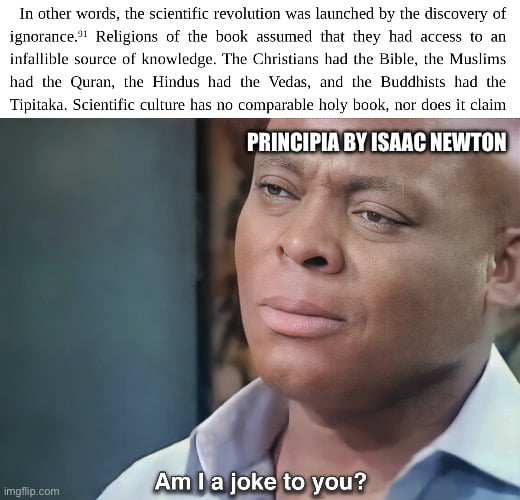 In other words, the scientific revolution was launched by the discovery of
ignorance.⁹¹ Religions of the book assumed that they had access to an
infallible source of knowledge. The Christians had the Bible, the Muslims
had the Quran, the Hindus had the Vedas, and the Buddhists had the
Tipitaka. Scientific culture has no comparable holy book, nor does it claim
PRINCIPIA BY ISAAC NEWTON
Am I a joke to you?
imgflip.com